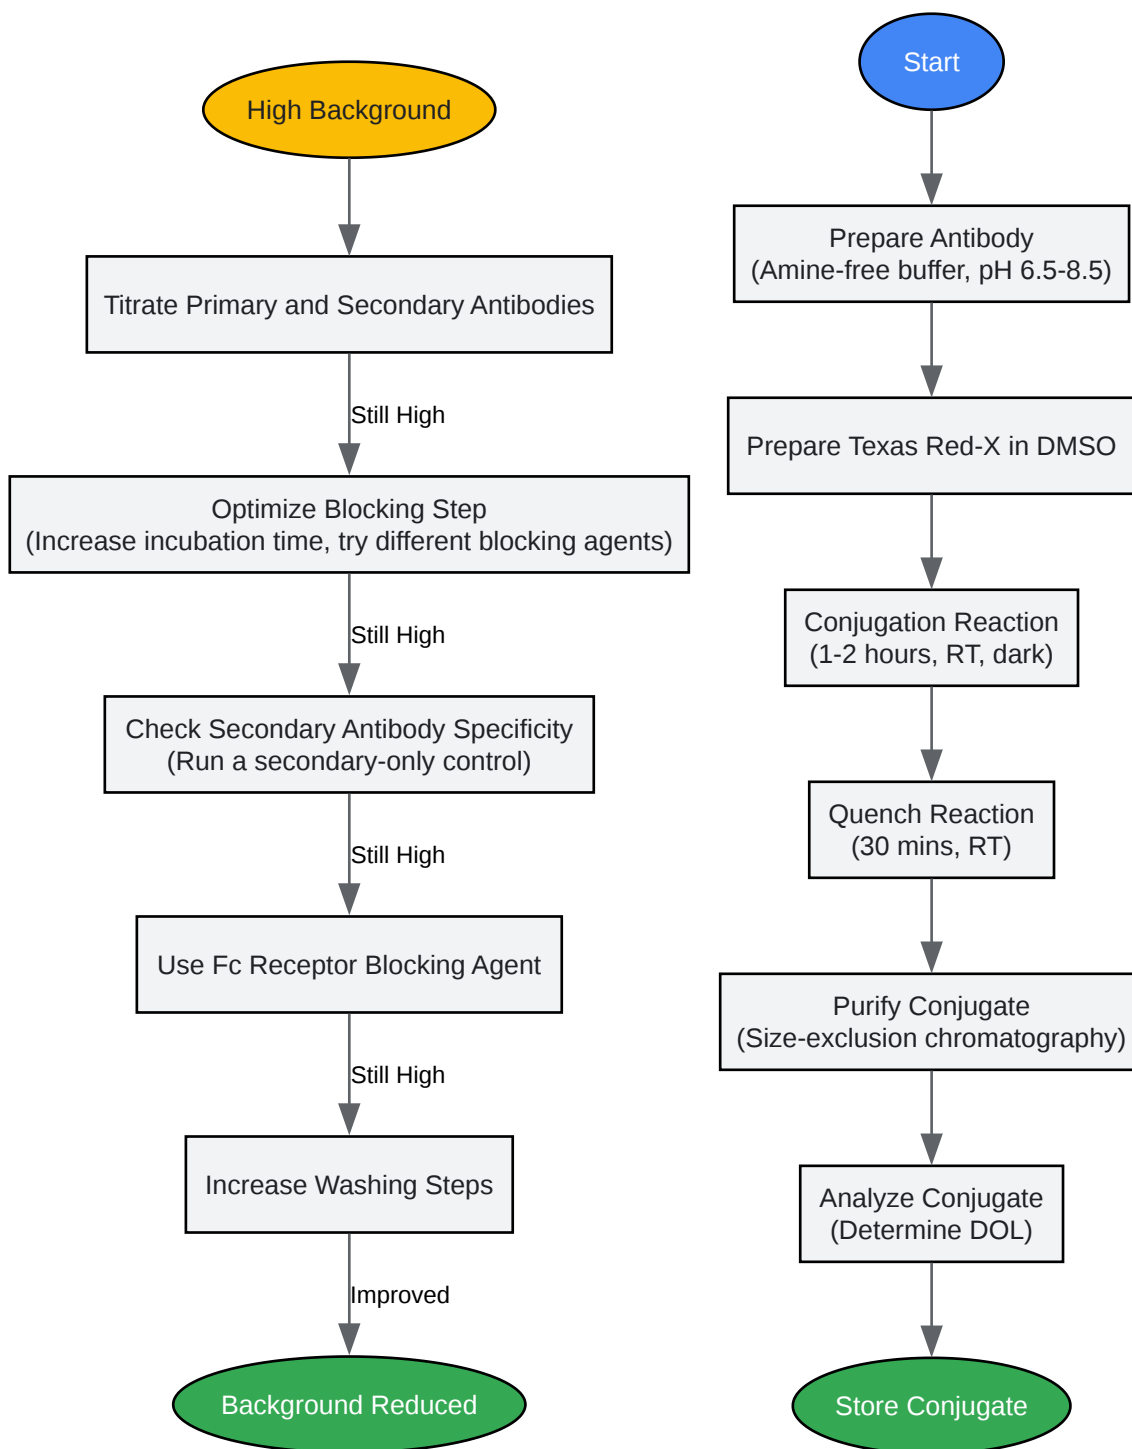 High Background
Titrate Primary and Secondary Antibodies
Still High
Optimize Blocking Step
(Increase incubation time, try different blocking agents)
Still High
Check Secondary Antibody Specificity
(Run a secondary-only control)
Still High
Use Fc Receptor Blocking Agent
Still High
Increase Washing Steps
Improved
Background Reduced
Start
Prepare Antibody
(Amine-free buffer, pH 6.5-8.5)
Prepare Texas Red-X in DMSO
Conjugation Reaction
(1-2 hours, RT, dark)
Quench Reaction
(30 mins, RT)
Purify Conjugate
(Size-exclusion chromatography)
Analyze Conjugate
(Determine DOL)
Store Conjugate